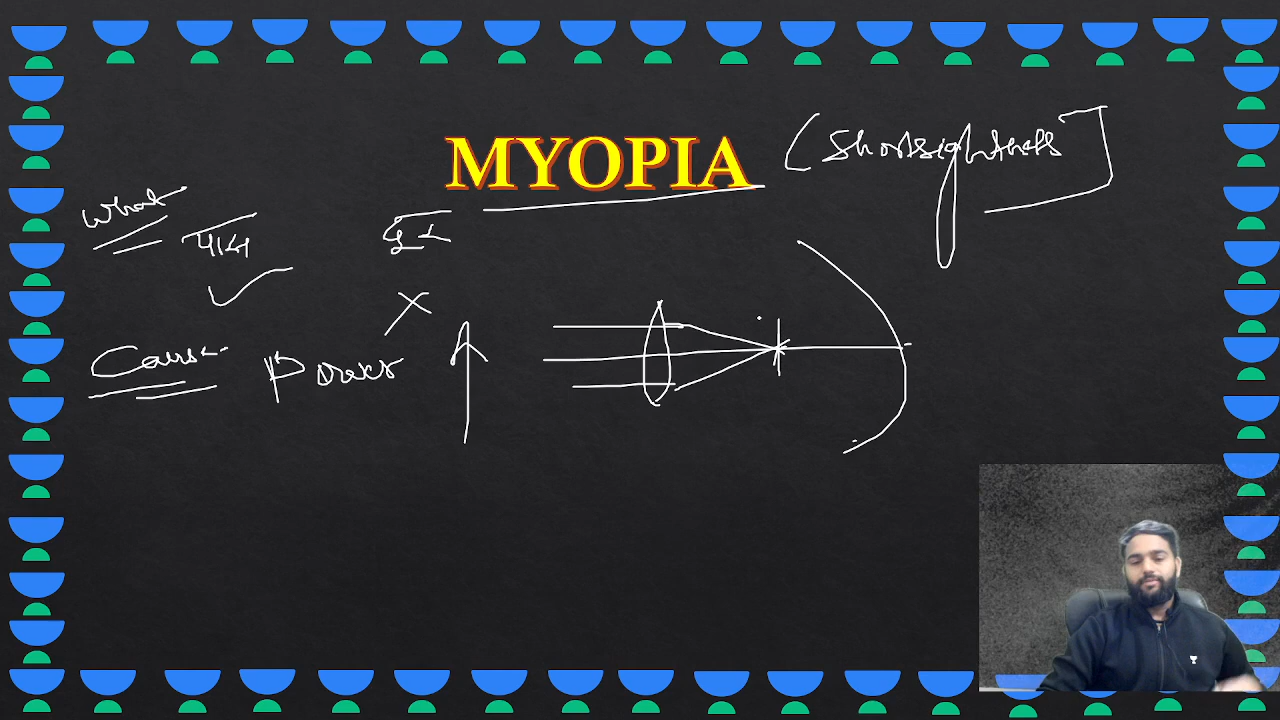 MYOPIA (Shortsightness]
What
पास दूर
✓ ×
Cause Power ↑